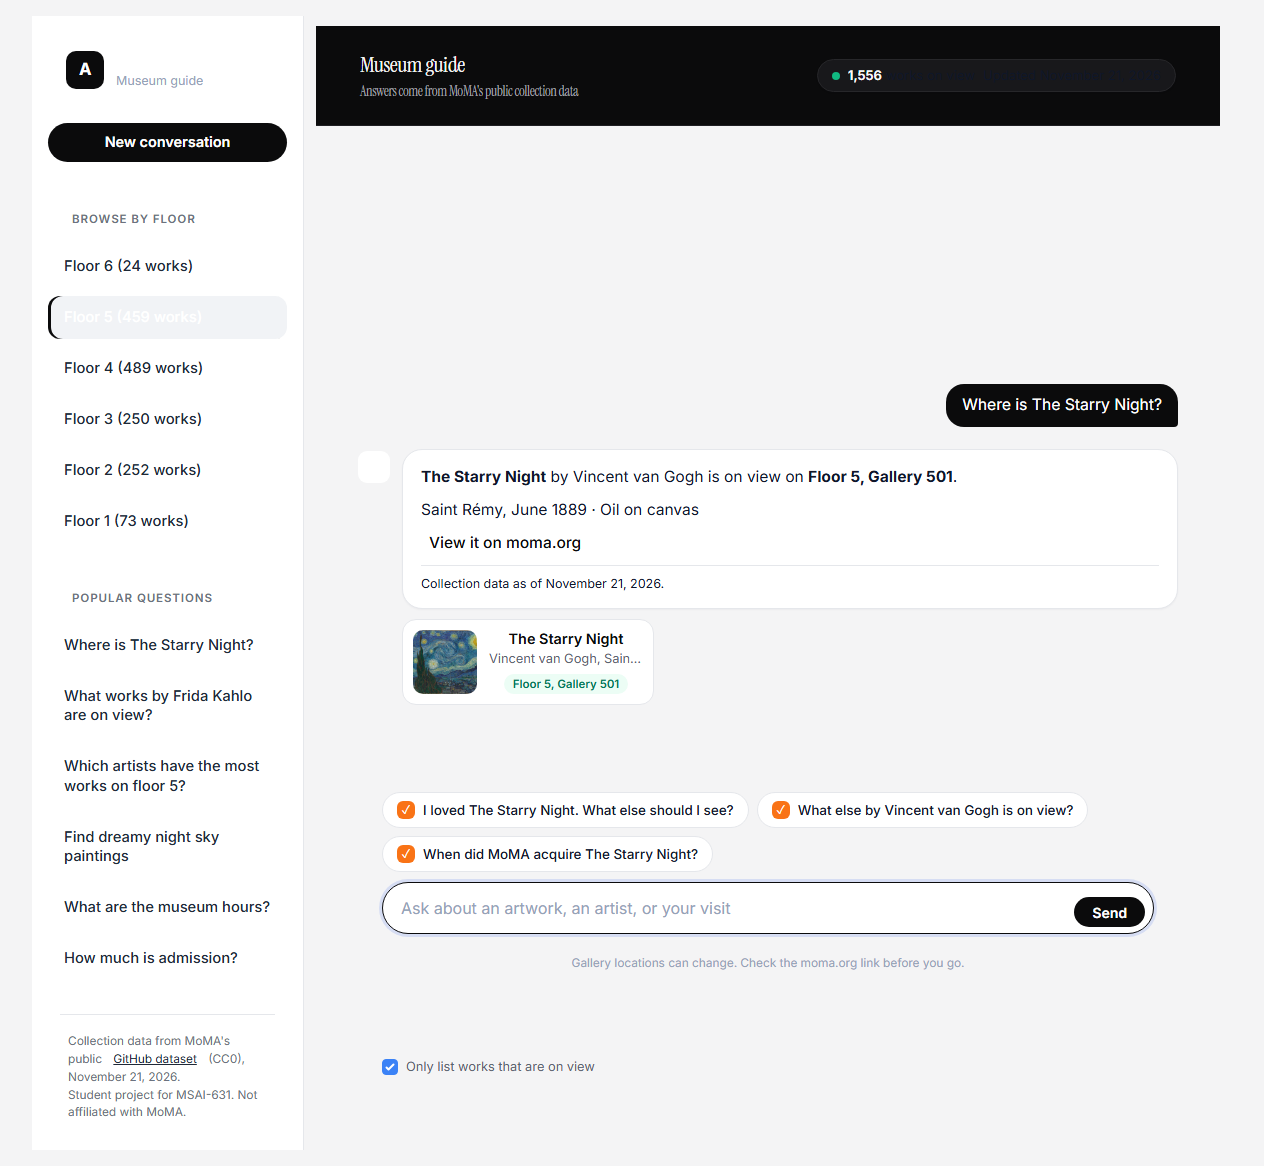 A
Museum guide
New conversation
BROWSE BY FLOOR
Floor 6 (24 works)
Floor 5 (459 works)
Floor 4 (489 works)
Floor 3 (250 works)
Floor 2 (252 works)
Floor 1 (73 works)
POPULAR QUESTIONS
Where is The Starry Night?
What works by Frida Kahlo
are on view?
Which artists have the most
works on floor 5?
Find dreamy night sky
paintings
What are the museum hours?
How much is admission?
Collection data from MoMA's
public GitHub dataset (CC0),
November 21, 2026.
Student project for MSAI-631. Not
affiliated with MoMA.
Museum guide
Answers come from MoMA's public collection data
1,556
Where is The Starry Night?
The Starry Night by Vincent van Gogh is on view on Floor 5, Gallery 501.
Saint Rémy, June 1889 · Oil on canvas
View it on moma.org
Collection data as of November 21, 2026.
The Starry Night
Vincent van Gogh, Sain...
Floor 5, Gallery 501
I loved The Starry Night. What else should I see?
What else by Vincent van Gogh is on view?
When did MoMA acquire The Starry Night?
Ask about an artwork, an artist, or your visit
Send
Gallery locations can change. Check the moma.org link before you go.
Only list works that are on view